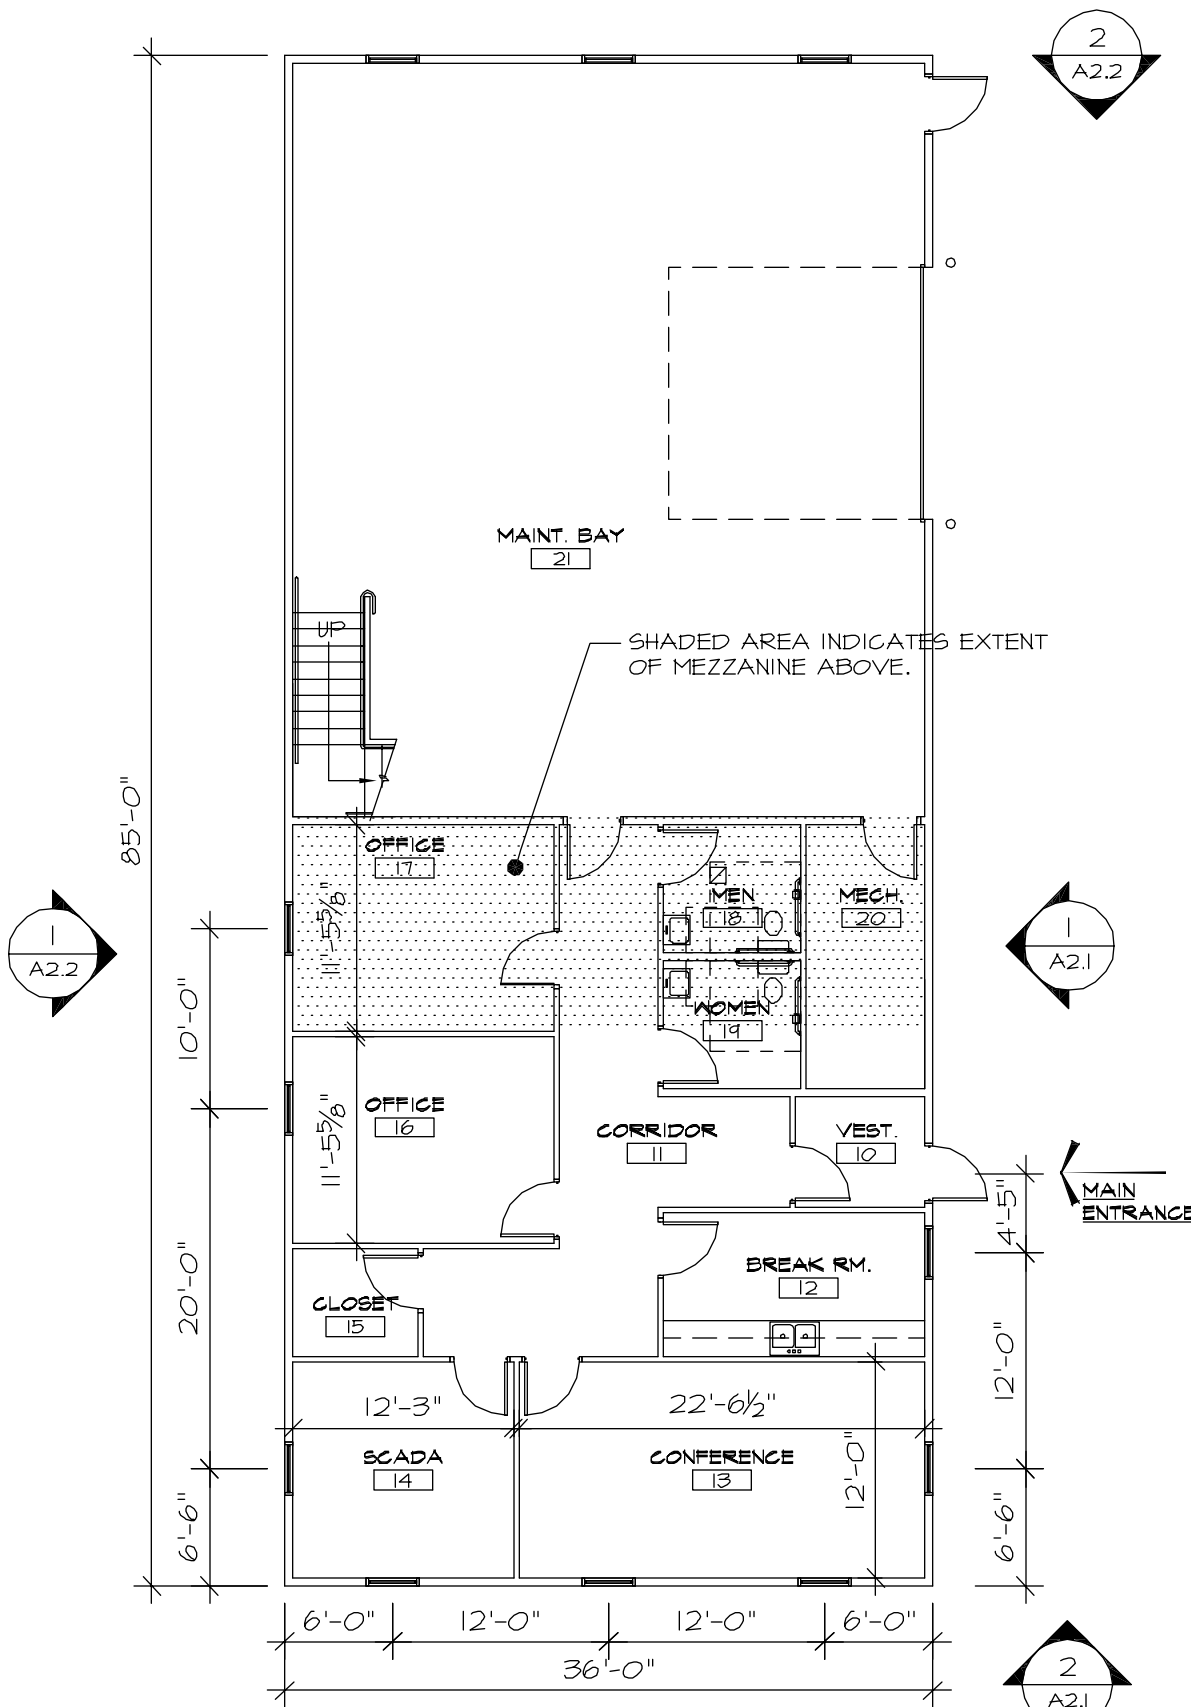 2
A2.2
MAINT. BAY
21
UP
SHADED AREA INDICATES EXTENT
OF MEZZANINE ABOVE.
85'-0"
OFFICE
17
11'-5⅝"
MEN
18
MECH.
20
1
A2.2
1
A2.1
WOMEN
19
10'-0"
OFFICE
16
11'-5⅝"
CORRIDOR
11
VEST.
10
MAIN
ENTRANCE
4'-5"
BREAK RM.
12
20'-0"
CLOSET
15
12'-0"
12'-3"
22'-6½"
SCADA
14
CONFERENCE
13
12'-0"
6'-6"
6'-6"
6'-0"
12'-0"
12'-0"
6'-0"
36'-0"
2
A2.1